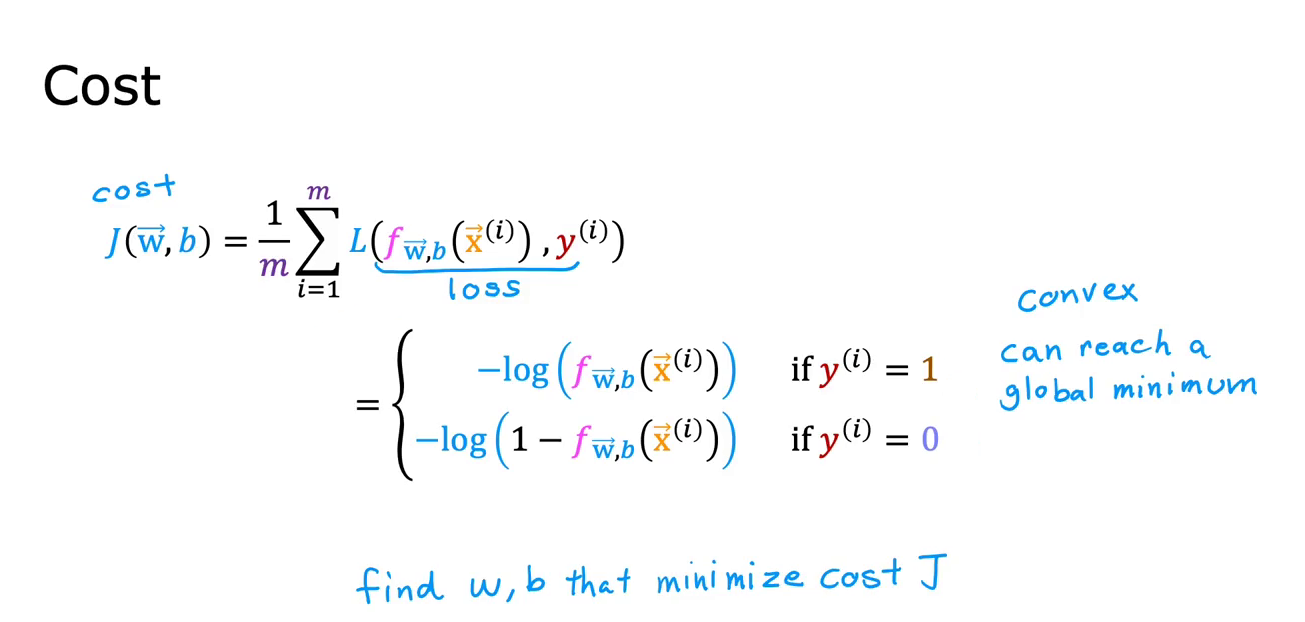 Cost
cost
J(w⃗, b) = 1/m ∑_{i=1}^{m} L(f_{w⃗,b}(x⃗^{(i)}), y^{(i)})
loss
convex
can reach a
global minimum
= { −log(f_{w⃗,b}(x⃗^{(i)})) if y^{(i)} = 1
−log(1 − f_{w⃗,b}(x⃗^{(i)})) if y^{(i)} = 0
find w, b that minimize cost J